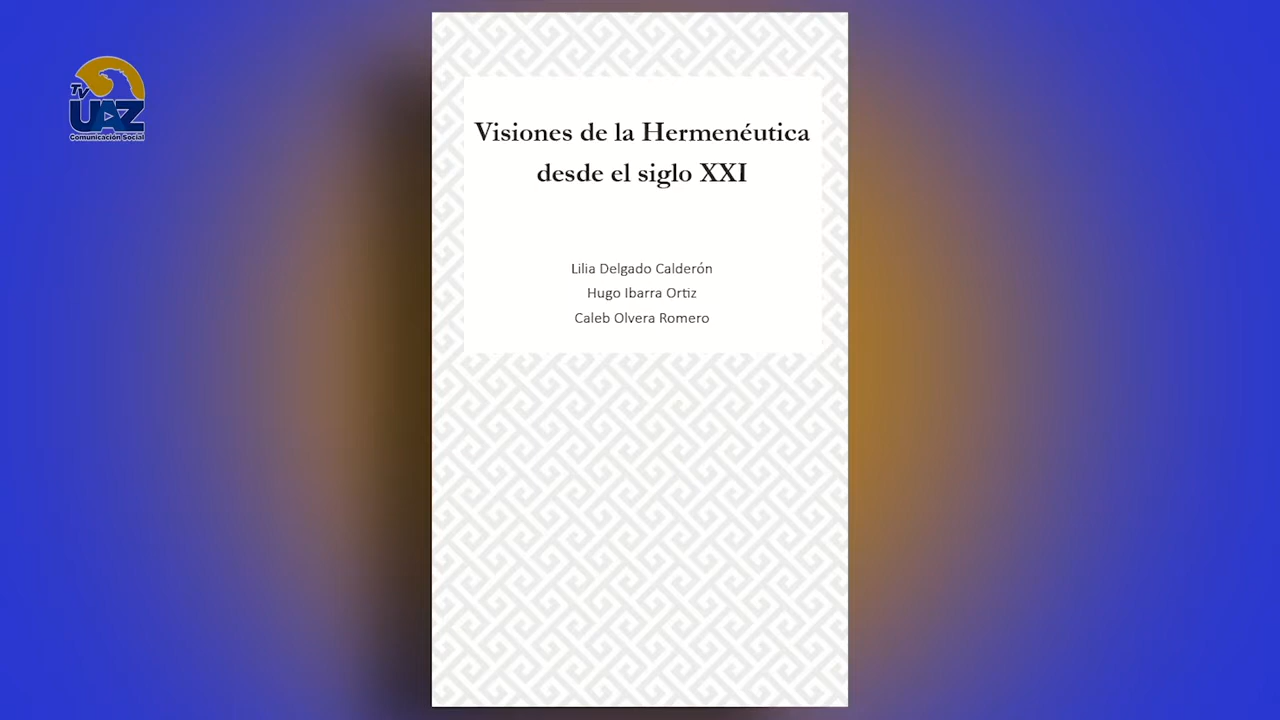 TV
UAZ
Comunicación Social
Visiones de la Hermenéutica
desde el siglo XXI
Lilia Delgado Calderón
Hugo Ibarra Ortiz
Caleb Olvera Romero